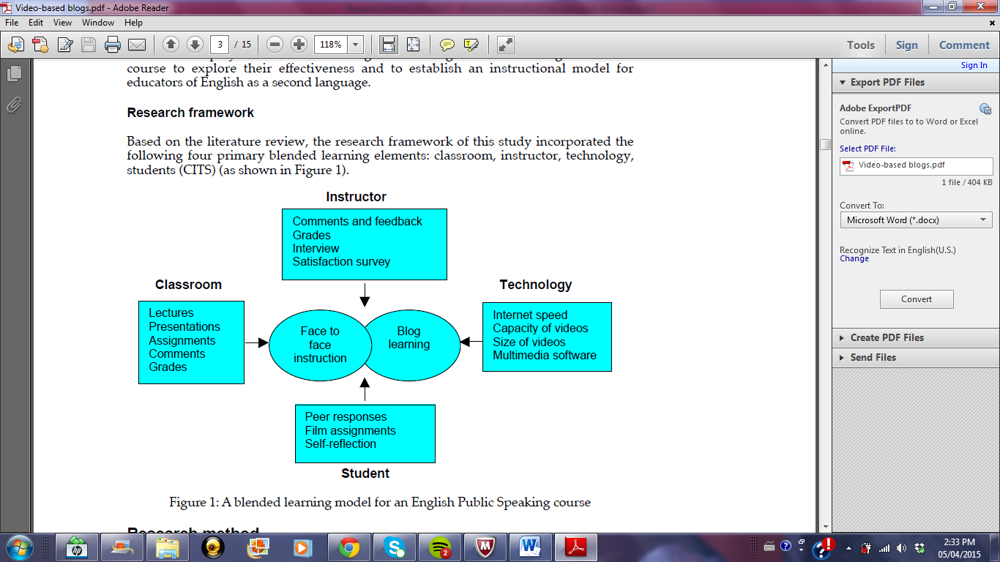 Video-based blogs.pdf - Adobe Reader
File Edit View Window Help
3 / 15 118% Tools Sign Comment
course to explore their effectiveness and to establish an instructional model for
educators of English as a second language.
Research framework
Based on the literature review, the research framework of this study incorporated the
following four primary blended learning elements: classroom, instructor, technology,
students (CITS) (as shown in Figure 1).
Instructor
Comments and feedback
Grades
Interview
Satisfaction survey
Classroom
Lectures
Presentations
Assignments
Comments
Grades
Face to
face
instruction
Blog
learning
Technology
Internet speed
Capacity of videos
Size of videos
Multimedia software
Peer responses
Film assignments
Self-reflection
Student
Figure 1: A blended learning model for an English Public Speaking course
Research method
Sign In
Export PDF Files
Adobe ExportPDF
Convert PDF files to to Word or Excel
online.
Select PDF File:
Video-based blogs.pdf
1 file / 404 KB
Convert To:
Microsoft Word (*.docx)
Recognize Text in English(U.S.)
Change
Convert
Create PDF Files
Send Files
hp
2
2:33 PM
05/04/2015